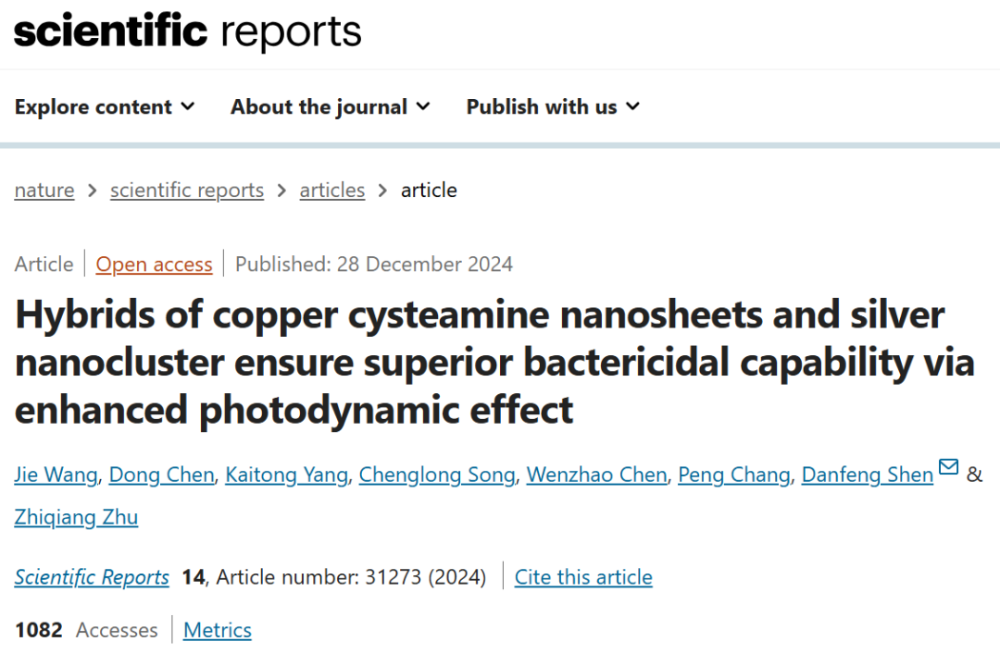 scientific reports
Explore content About the journal Publish with us
nature > scientific reports > articles > article
Article | Open access | Published: 28 December 2024
Hybrids of copper cysteamine nanosheets and silver
nanocluster ensure superior bactericidal capability via
enhanced photodynamic effect
Jie Wang, Dong Chen, Kaitong Yang, Chenglong Song, Wenzhao Chen, Peng Chang, Danfeng Shen &
Zhiqiang Zhu
Scientific Reports 14, Article number: 31273 (2024) | Cite this article
1082 Accesses | Metrics